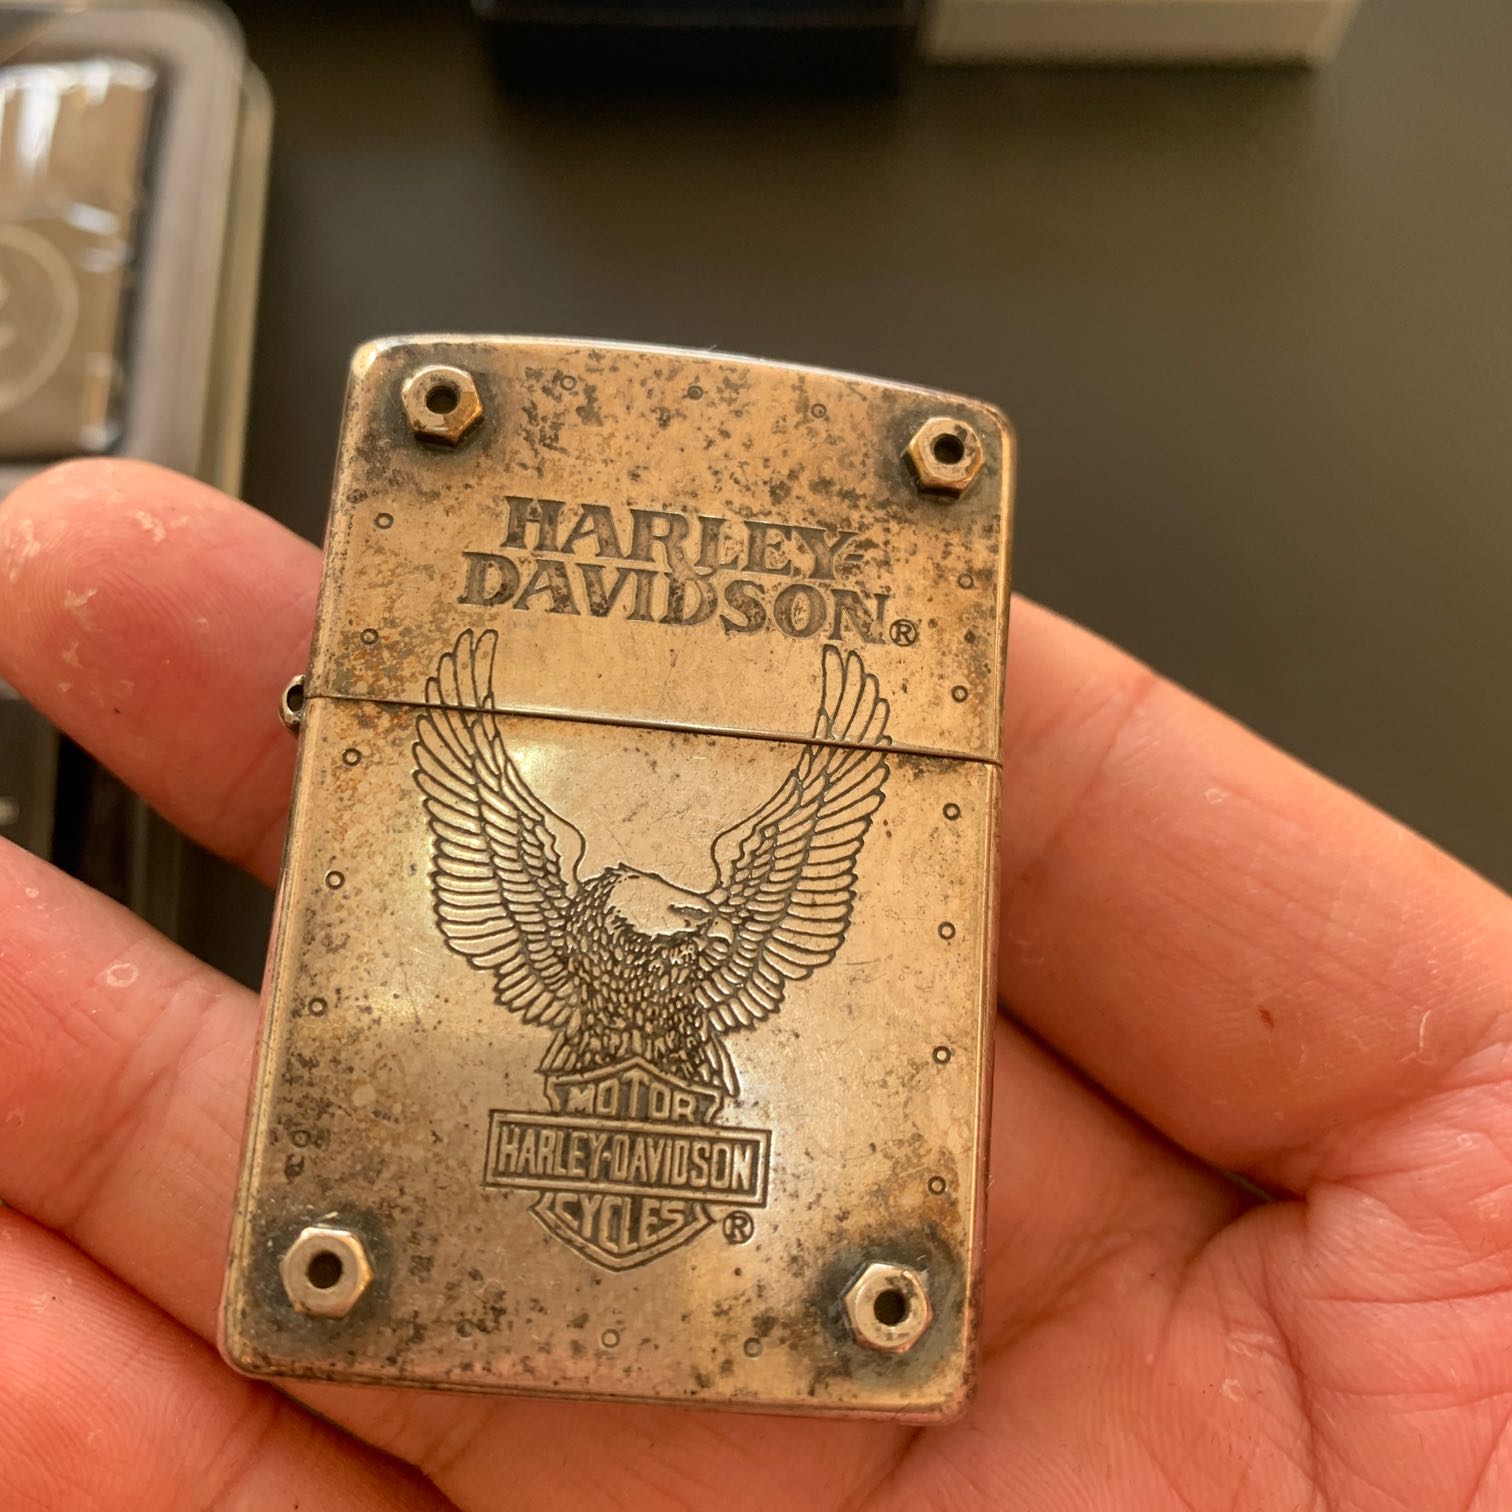 HARLEY-
DAVIDSON®
MOTOR
HARLEY-DAVIDSON
CYCLES
®